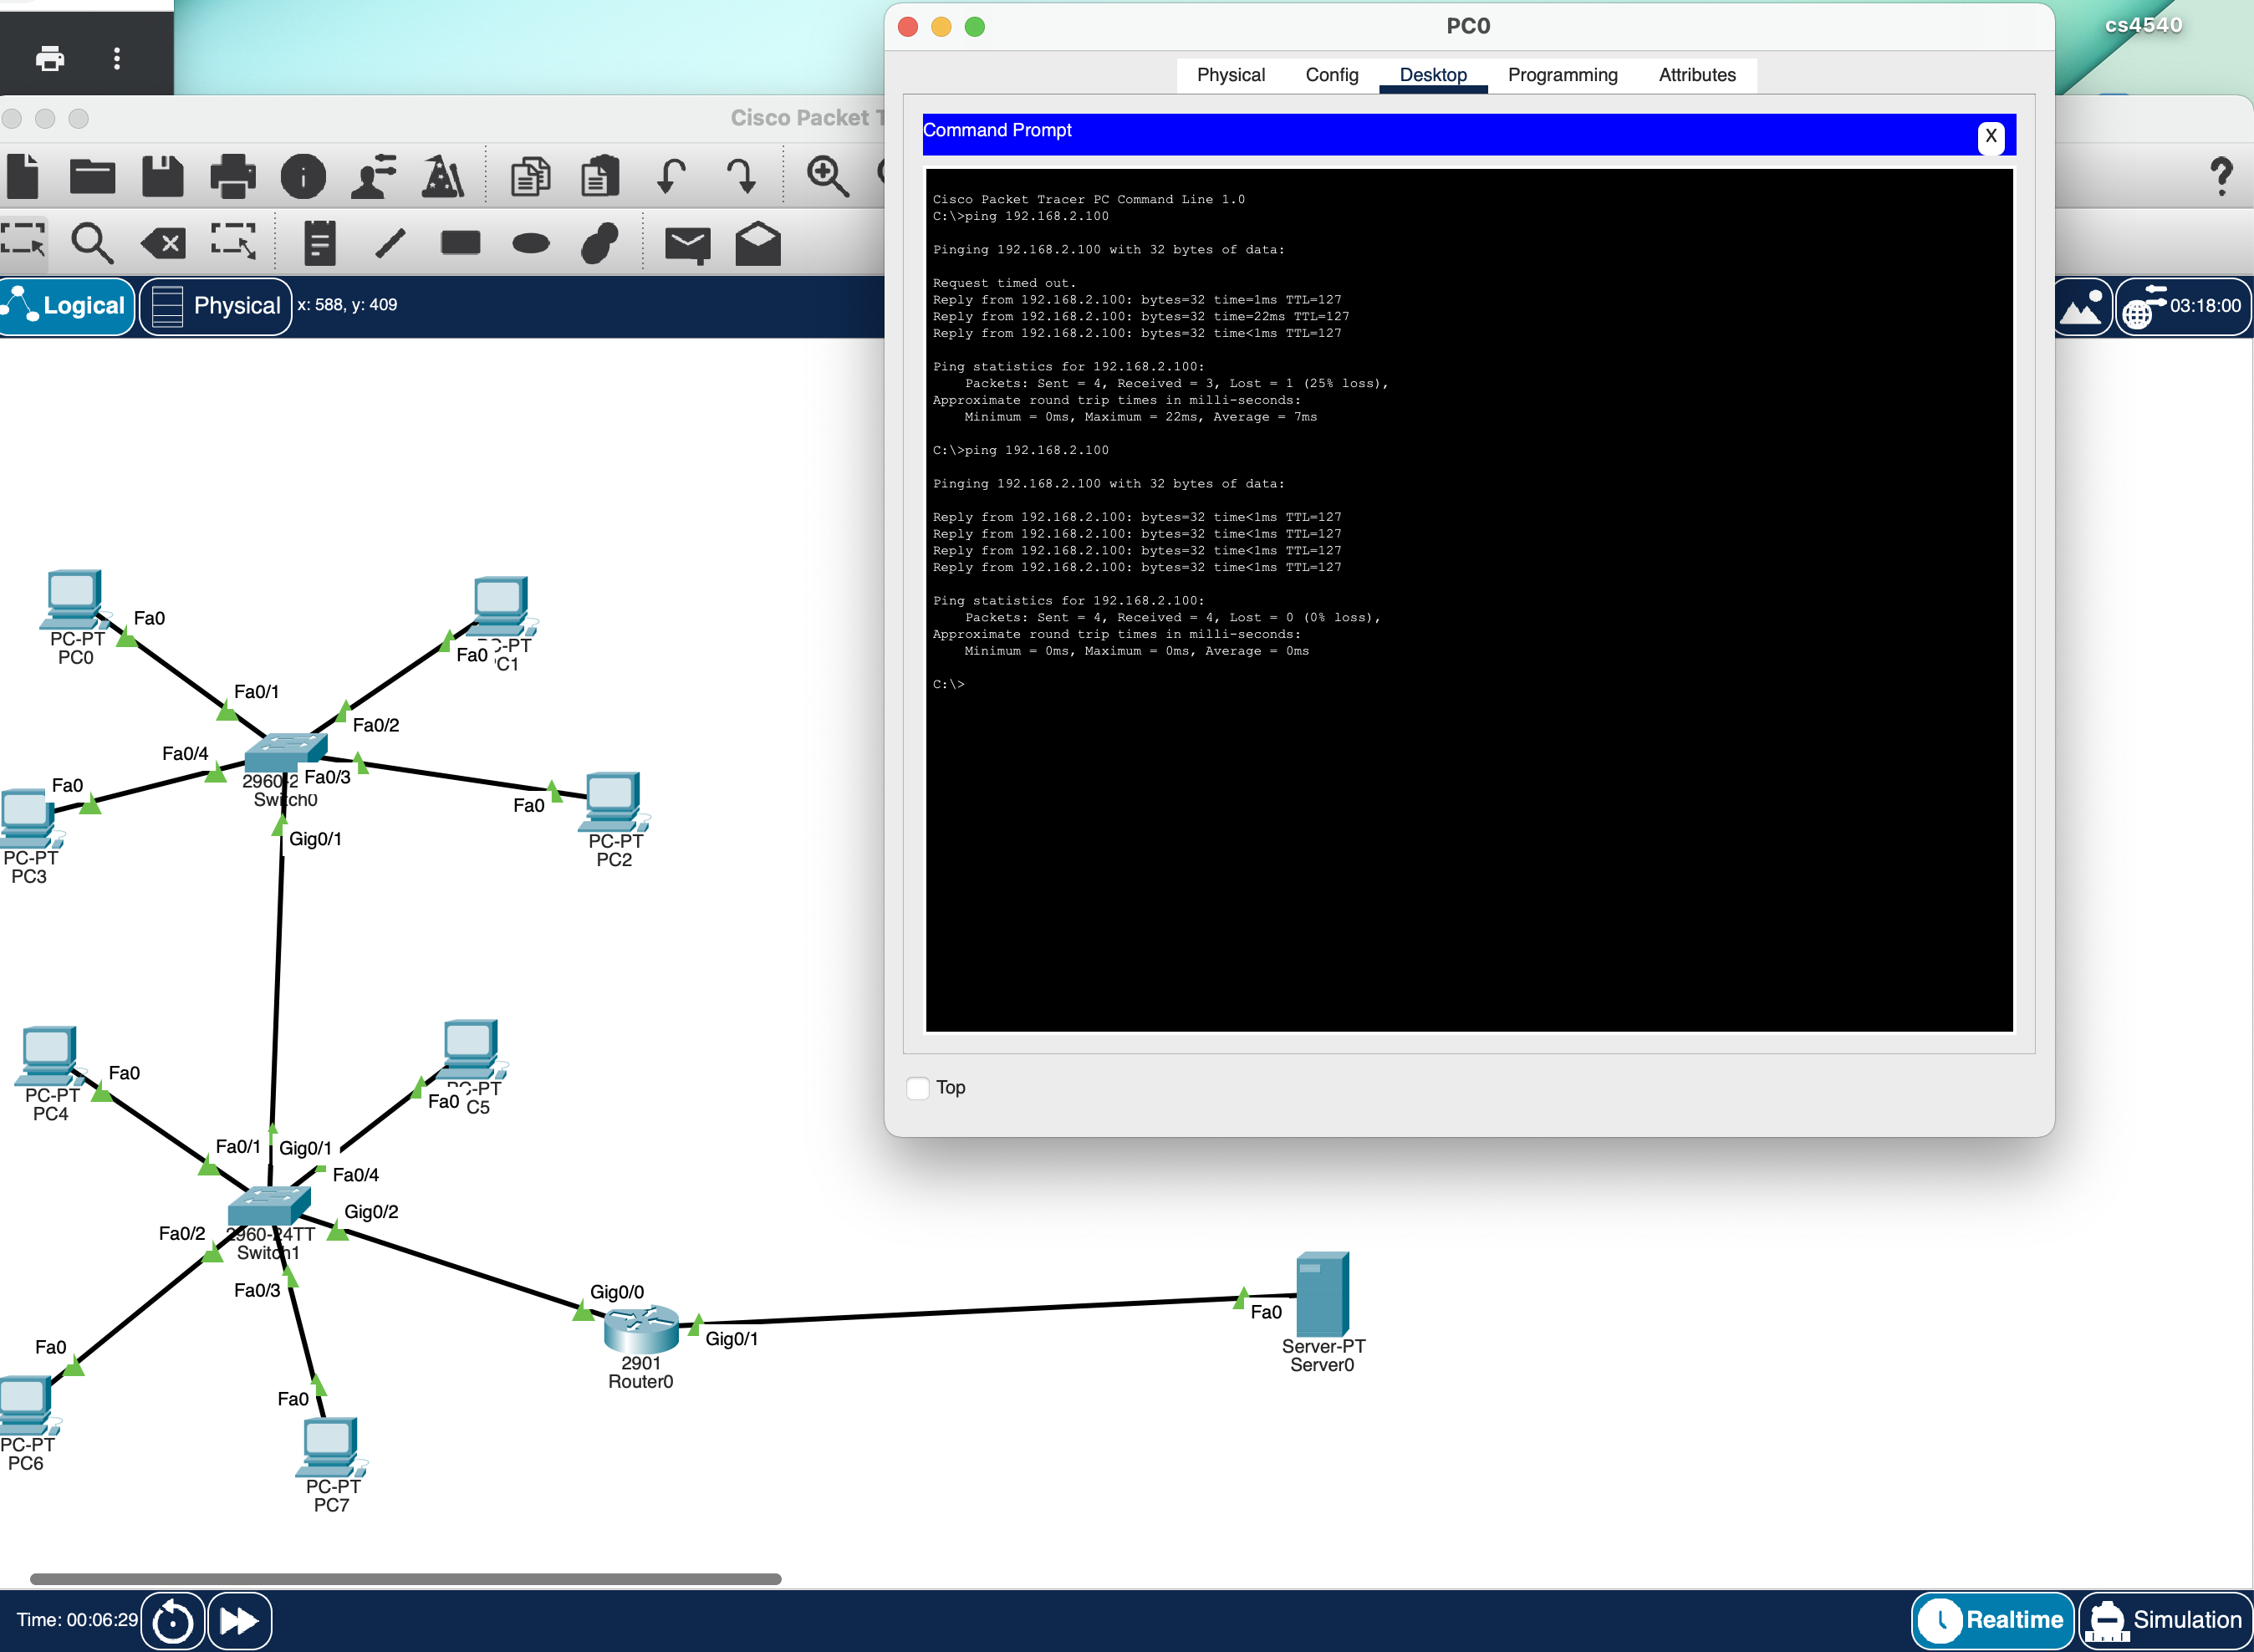 cs4540
PC0
Physical
Config
Desktop
Programming
Attributes
Cisco Packet T
Command Prompt
X
Cisco Packet Tracer PC Command Line 1.0
C:\>ping 192.168.2.100
Pinging 192.168.2.100 with 32 bytes of data:
Request timed out.
Reply from 192.168.2.100: bytes=32 time=1ms TTL=127
Reply from 192.168.2.100: bytes=32 time=22ms TTL=127
Reply from 192.168.2.100: bytes=32 time<1ms TTL=127
Ping statistics for 192.168.2.100:
Packets: Sent = 4, Received = 3, Lost = 1 (25% loss),
Approximate round trip times in milli-seconds:
Minimum = 0ms, Maximum = 22ms, Average = 7ms
C:\>ping 192.168.2.100
Pinging 192.168.2.100 with 32 bytes of data:
Reply from 192.168.2.100: bytes=32 time<1ms TTL=127
Reply from 192.168.2.100: bytes=32 time<1ms TTL=127
Reply from 192.168.2.100: bytes=32 time<1ms TTL=127
Reply from 192.168.2.100: bytes=32 time<1ms TTL=127
Ping statistics for 192.168.2.100:
Packets: Sent = 4, Received = 4, Lost = 0 (0% loss),
Approximate round trip times in milli-seconds:
Minimum = 0ms, Maximum = 0ms, Average = 0ms
C:\>
Top
Logical
Physical
x: 588, y: 409
03:18:00
Fa0
PC-PT
PC0
Fa0
C-PT
C1
Fa0/1
Fa0/2
Fa0/4
Fa0/3
2960-2
Switch0
Fa0
PC-PT
PC3
Fa0
PC-PT
PC2
Gig0/1
Fa0
PC-PT
PC4
Fa0
PC-PT
C5
Fa0/1
Gig0/1
Fa0/4
Gig0/2
Fa0/2
2960-24TT
Switch1
Fa0/3
Gig0/0
Gig0/1
2901
Router0
Fa0
Server-PT
Server0
Fa0
PC-PT
PC6
Fa0
PC-PT
PC7
Time: 00:06:29
Realtime
Simulation